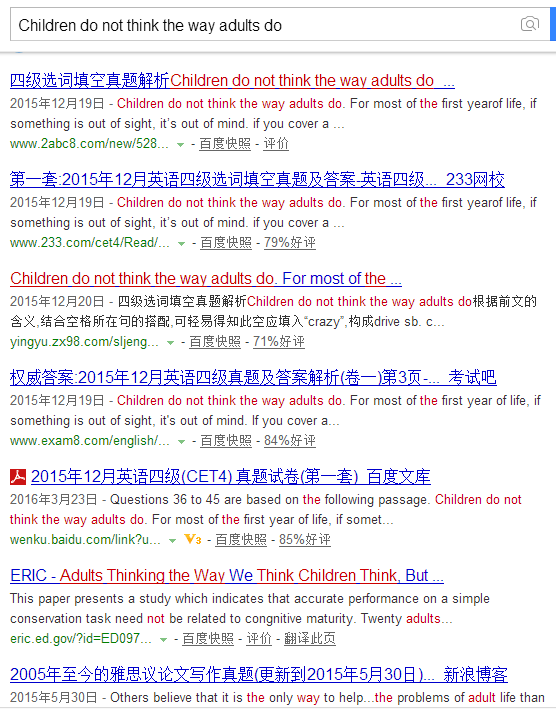 Children do not think the way adults do
四级选词填空真题解析Children do not think the way adults do ...
2015年12月19日 - Children do not think the way adults do. For most of the first yearof life, if
something is out of sight, it's out of mind. if you cover a ...
www.2abc8.com/new/528... - 百度快照 - 评价
第一套:2015年12月英语四级选词填空真题及答案-英语四级... 233网校
2015年12月19日 - Children do not think the way adults do. For most of the first yearof life, if
something is out of sight, it's out of mind. if you cover a ...
www.233.com/cet4/Read/... - 百度快照 - 79%好评
Children do not think the way adults do. For most of the ...
2015年12月20日 - 四级选词填空真题解析Children do not think the way adults do根据前文的
含义,结合空格所在句的搭配,可轻易得知此空应填入“crazy”,构成drive sb. c...
yingyu.zx98.com/sljeng... - 百度快照 - 71%好评
权威答案:2015年12月英语四级真题及答案解析(卷一)第3页-... 考试吧
2015年12月19日 - Children do not think the way adults do. For most of the first year of life, if
something is out of sight, it's out of mind. If you cover a...
www.exam8.com/english/... - 百度快照 - 84%好评
2015年12月英语四级(CET4) 真题试卷(第一套) 百度文库
2016年3月23日 - Questions 36 to 45 are based on the following passage. Children do not
think the way adults do. For most of the first year of life, if somet...
wenku.baidu.com/link?u... V3 - 百度快照 - 85%好评
ERIC - Adults Thinking the Way We Think Children Think, But ...
This paper presents a study which indicates that accurate performance on a simple
conservation task need not be related to congnitive maturity. Twenty adults...
eric.ed.gov/?id=ED097... - 百度快照 - 评价 - 翻译此页
2005年至今的雅思议论文写作真题(更新到2015年5月30日)... 新浪博客
2015年5月30日 - Others believe that it is the only way to help...the problems of adult life than